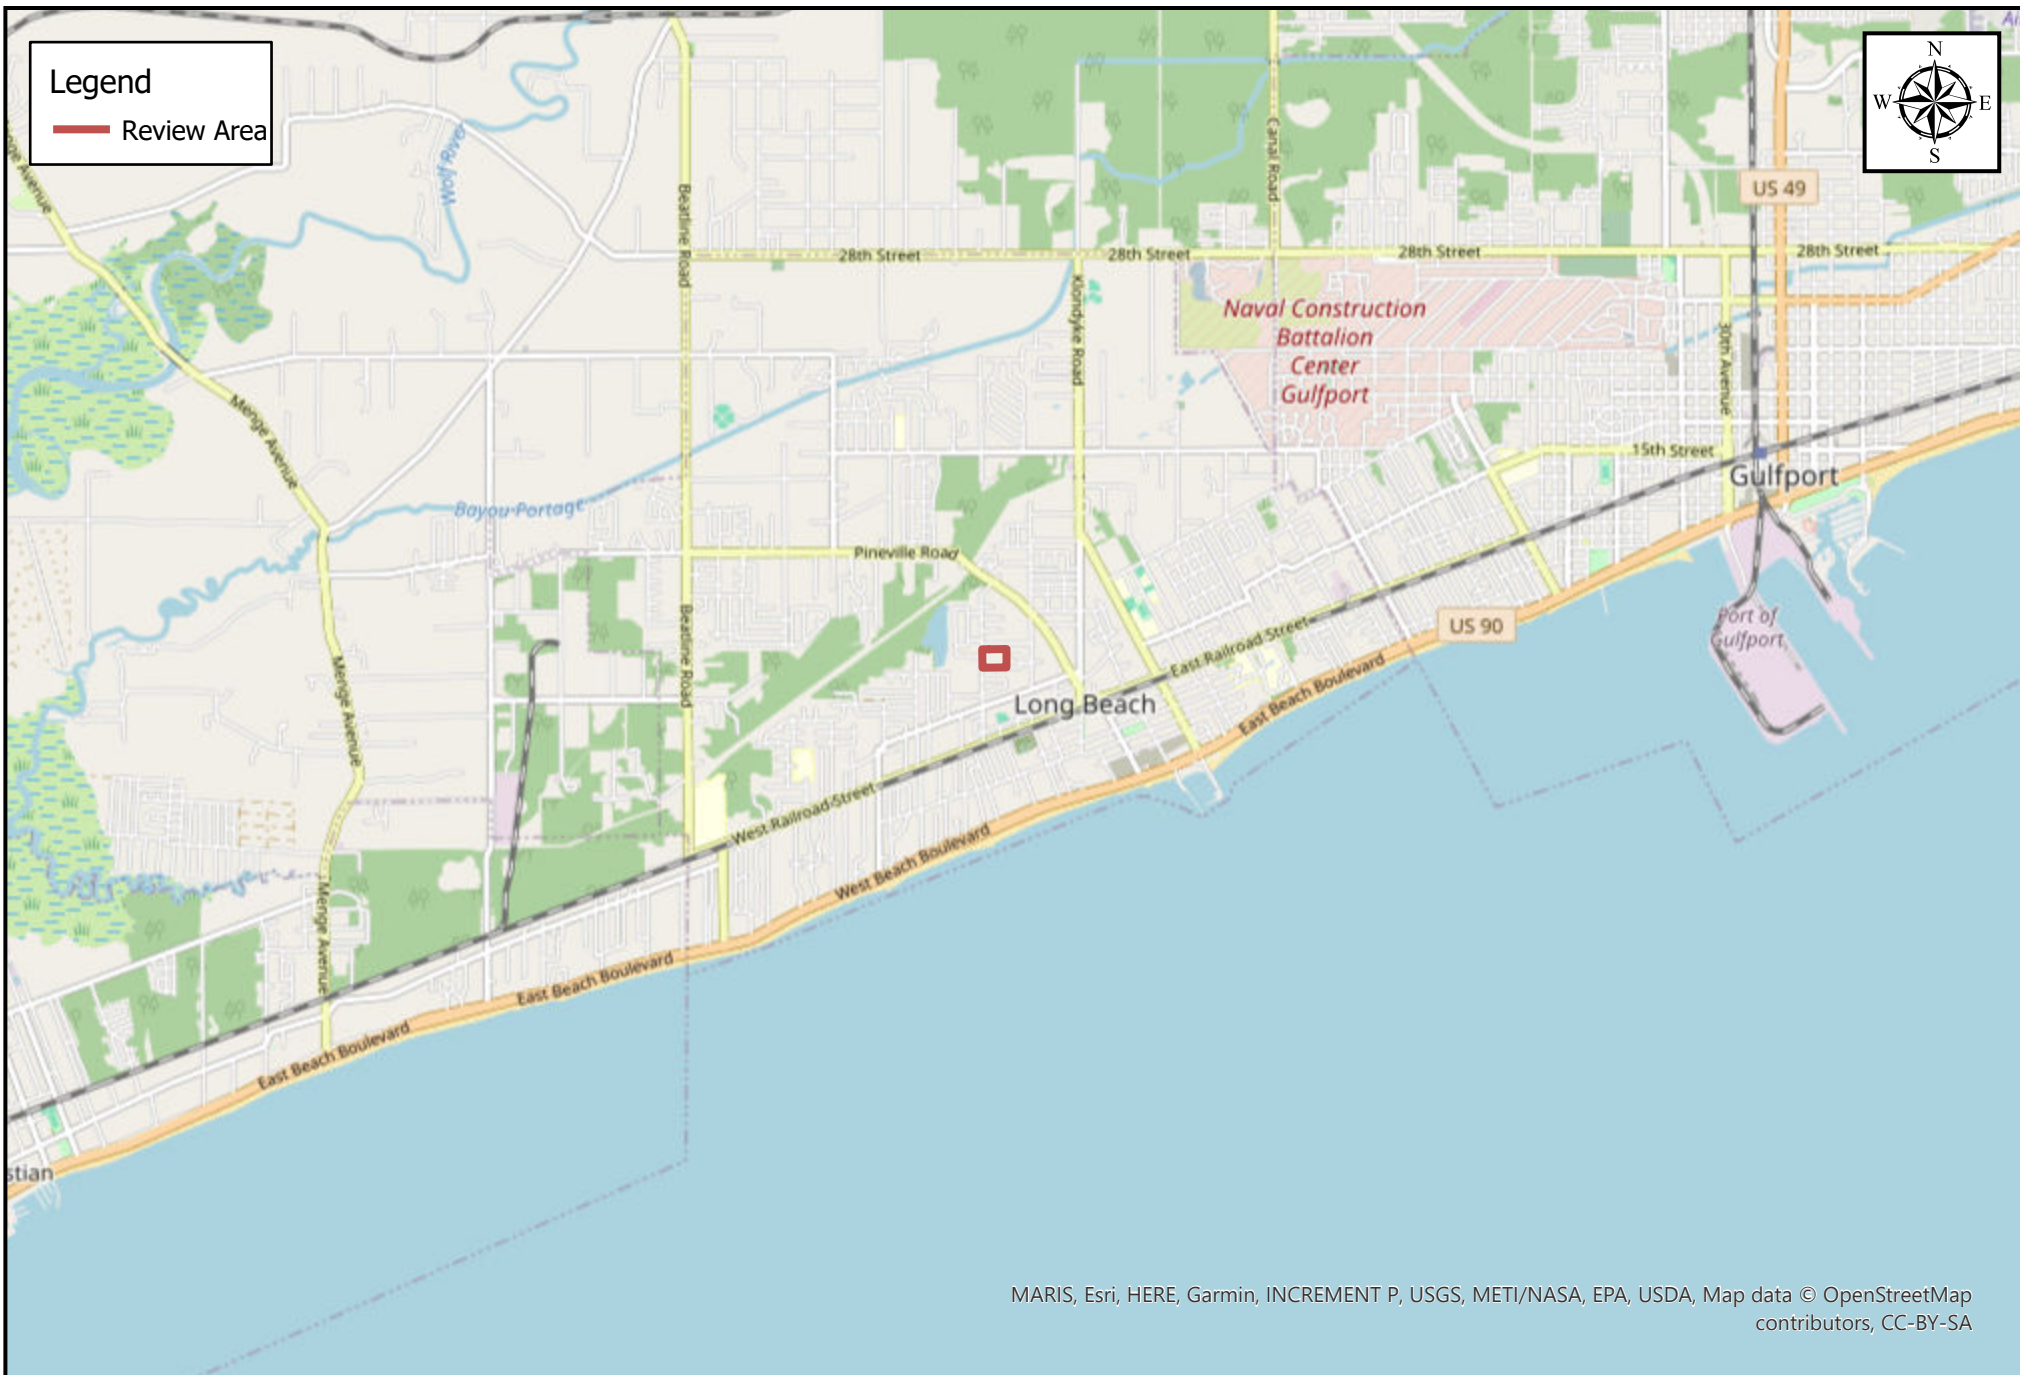 Legend
Review Area
N
W
E
S
US 49
Wolf River
Canal Road
Beatline Road
28th Street
28th Street
28th Street
28th Street
Klondyke Road
Naval Construction
Battalion
Center
Gulfport
30th Avenue
Menge Avenue
15th Street
Gulfport
Bayou Portage
Pineville Road
Beatline Road
US 90
Port of
Gulfport
East Railroad Street
Menge Avenue
Long Beach
East Beach Boulevard
West Railroad Street
West Beach Boulevard
Menge Avenue
East Beach Boulevard
East Beach Boulevard
stian
MARIS, Esri, HERE, Garmin, INCREMENT P, USGS, METI/NASA, EPA, USDA, Map data © OpenStreetMap
contributors, CC-BY-SA